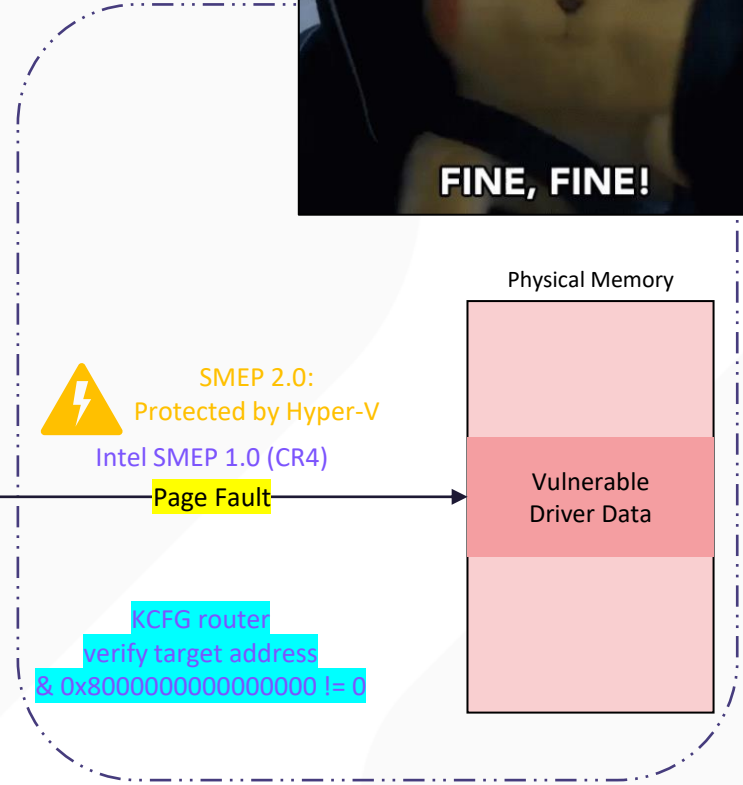 FINE, FINE!
Physical Memory
SMEP 2.0:
Protected by Hyper-V
Intel SMEP 1.0 (CR4)
Page Fault
Vulnerable
Driver Data
KCFG router
verify target address
& 0x8000000000000000 != 0